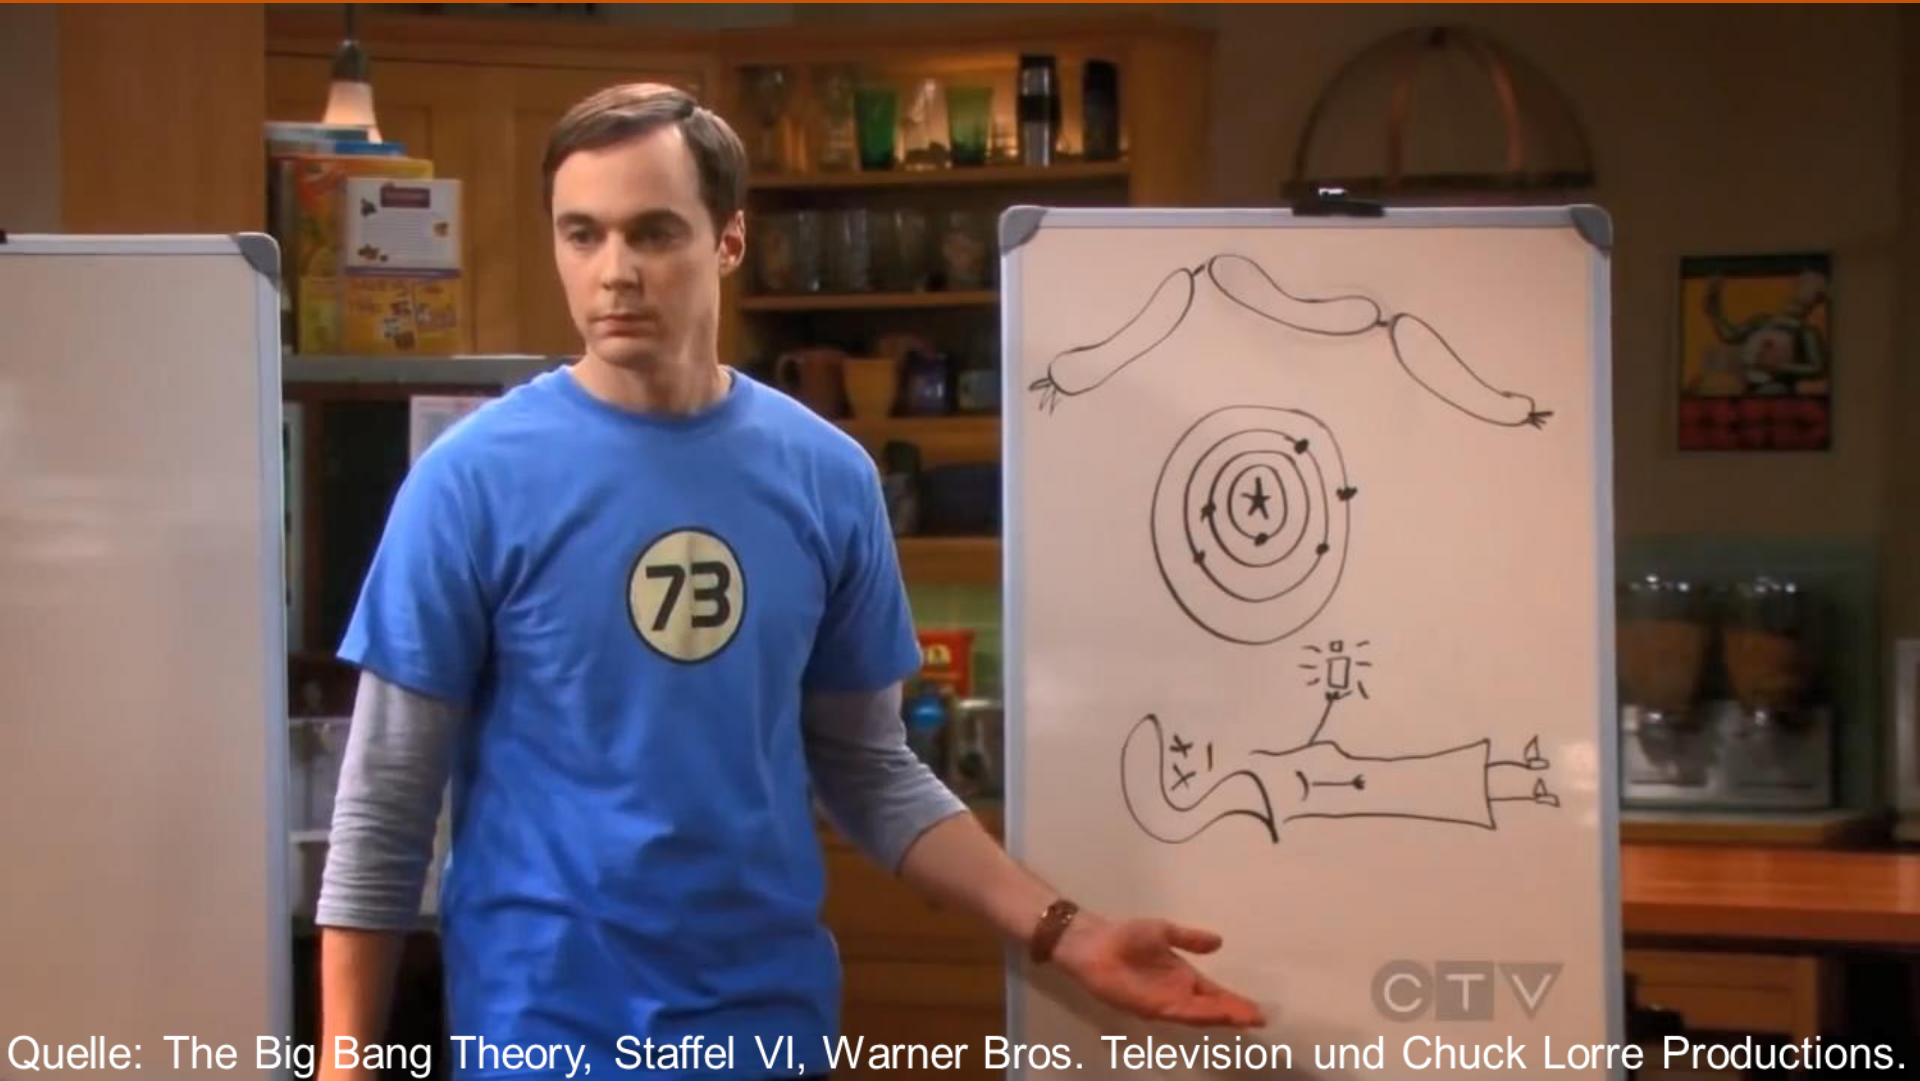 73
CTV
Quelle: The Big Bang Theory, Staffel VI, Warner Bros. Television und Chuck Lorre Productions.